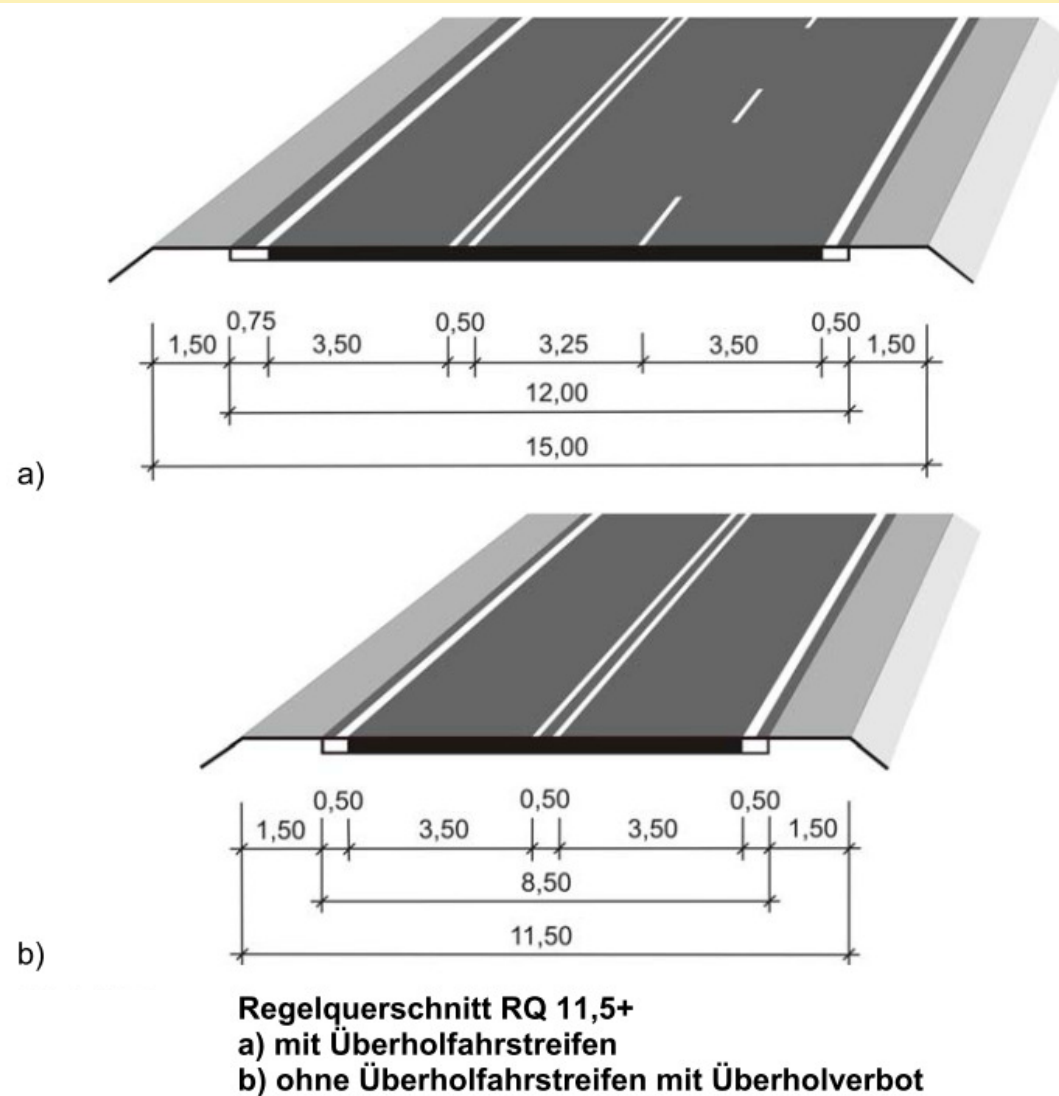 0,75 0,50 0,50
1,50 3,50 3,25 3,50 1,50
12,00
15,00
a)
0,50 0,50 0,50
1,50 3,50 3,50 1,50
8,50
11,50
b)
Regelquerschnitt RQ 11,5+
a) mit Überholfahrstreifen
b) ohne Überholfahrstreifen mit Überholverbot